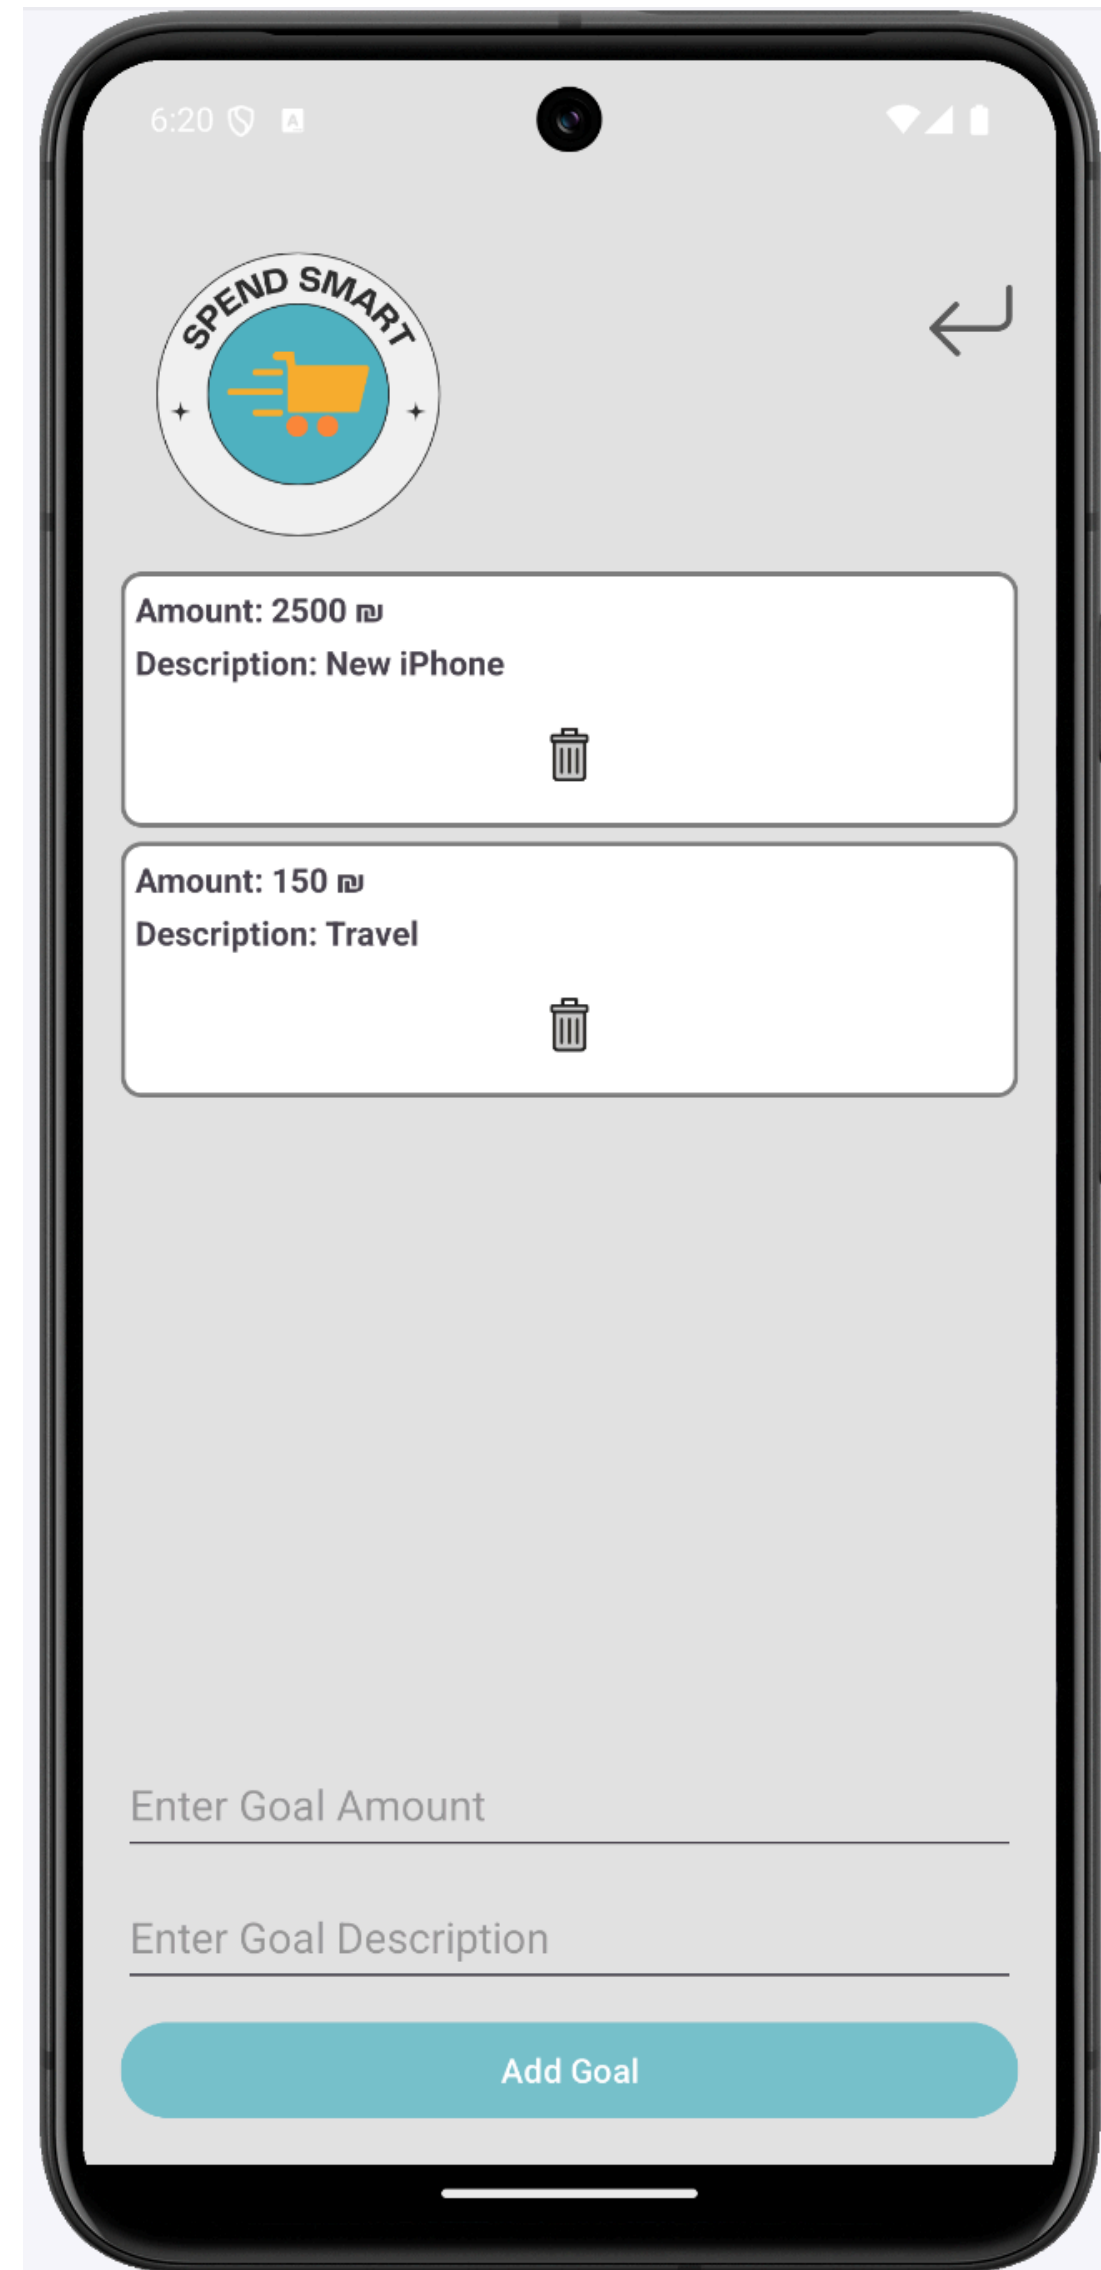 6:20
SPEND SMART
Amount: 2500 ₪
Description: New iPhone
Amount: 150 ₪
Description: Travel
Enter Goal Amount
Enter Goal Description
Add Goal